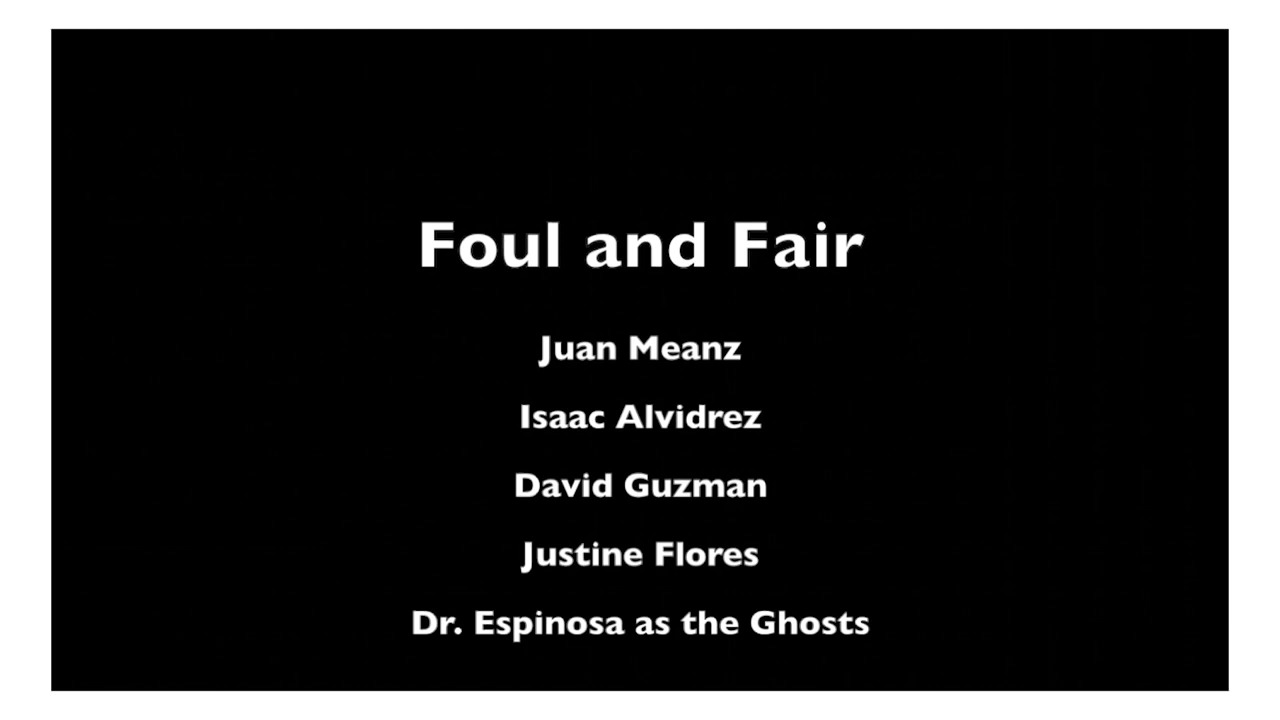 Foul and Fair
Juan Meanz
Isaac Alvidrez
David Guzman
Justine Flores
Dr. Espinosa as the Ghosts